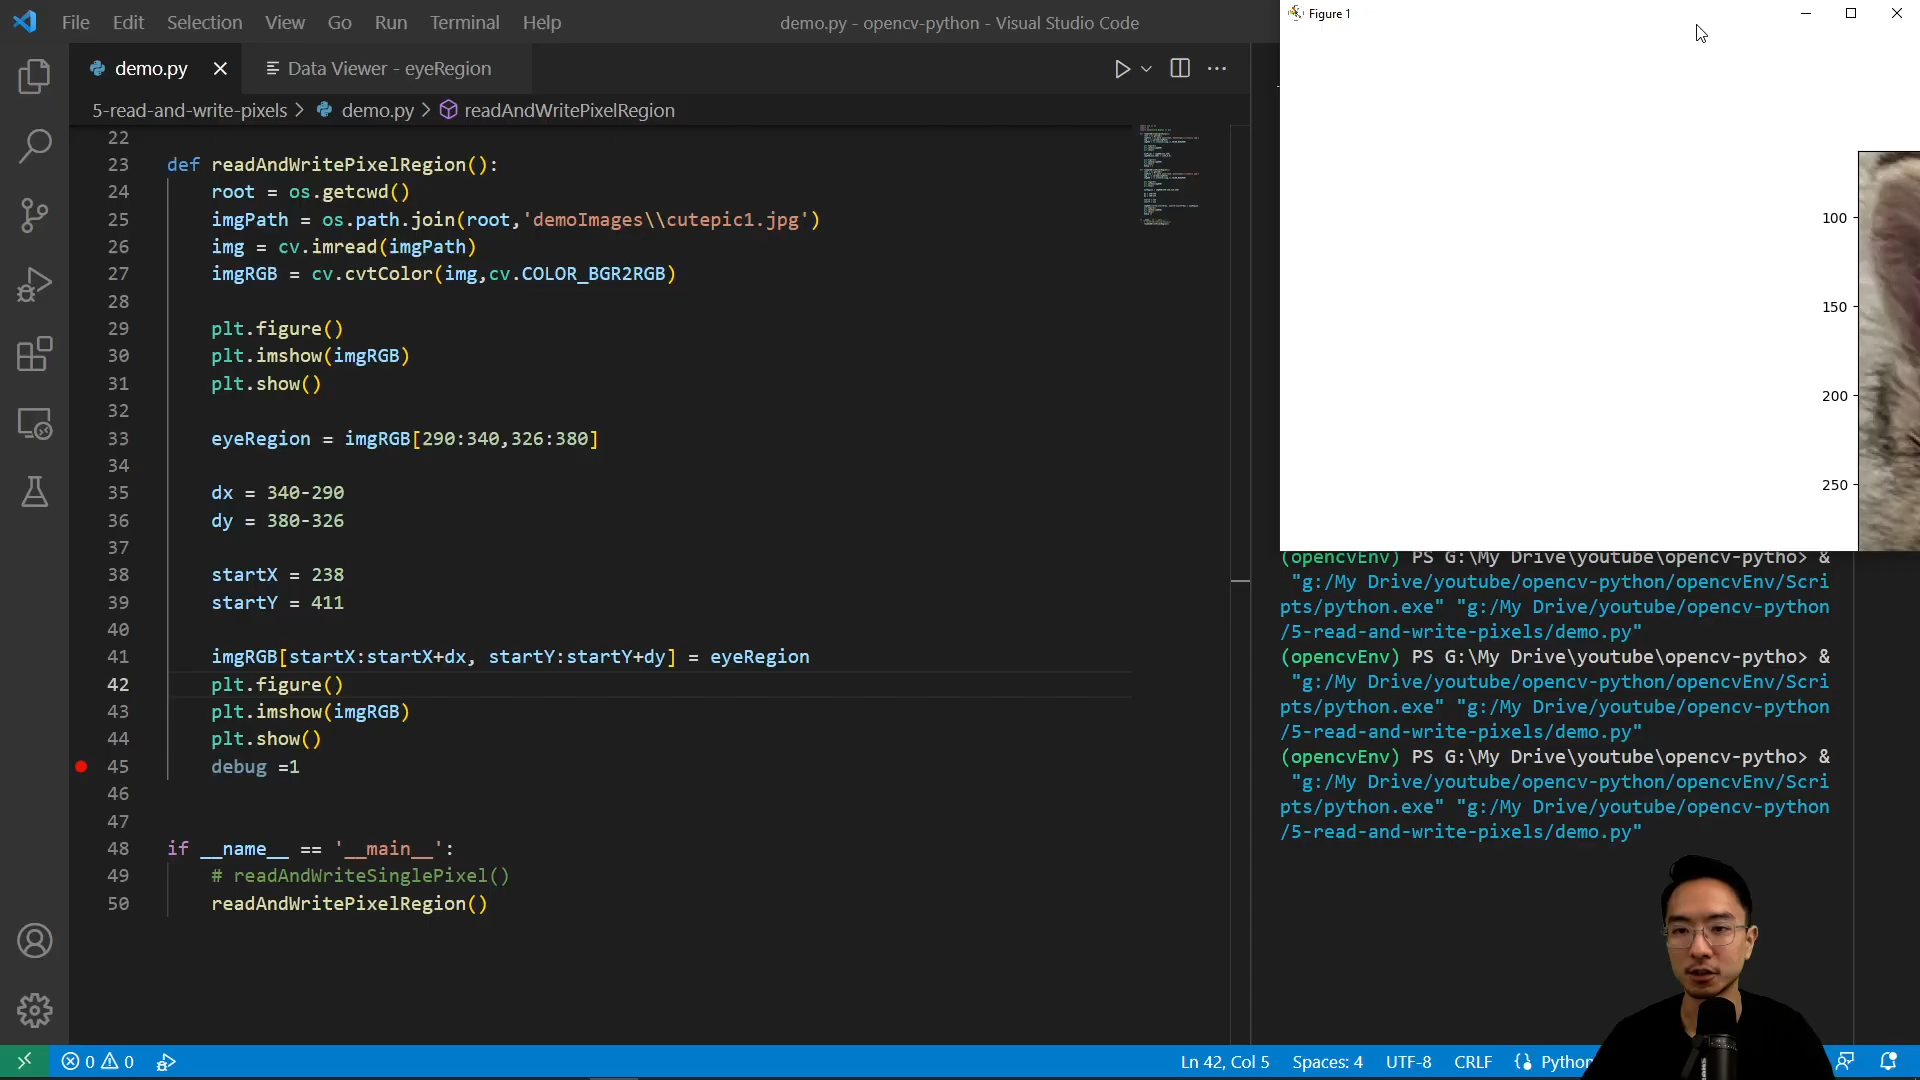 File Edit Selection View Go Run Terminal Help
demo.py - opencv-python - Visual Studio Code
Figure 1
demo.py
Data Viewer - eyeRegion
5-read-and-write-pixels > demo.py > readAndWritePixelRegion
22
23 def readAndWritePixelRegion():
24 root = os.getcwd()
25 imgPath = os.path.join(root,'demoImages\\cutepic1.jpg')
26 img = cv.imread(imgPath)
27 imgRGB = cv.cvtColor(img,cv.COLOR_BGR2RGB)
28
29 plt.figure()
30 plt.imshow(imgRGB)
31 plt.show()
32
33 eyeRegion = imgRGB[290:340,326:380]
34
35 dx = 340-290
36 dy = 380-326
37
38 startX = 238
39 startY = 411
40
41 imgRGB[startX:startX+dx, startY:startY+dy] = eyeRegion
42 plt.figure()
43 plt.imshow(imgRGB)
44 plt.show()
45 debug =1
46
47
48 if __name__ == '__main__':
49 # readAndWriteSinglePixel()
50 readAndWritePixelRegion()
100
150
200
250
(opencvEnv) PS G:\My Drive\youtube\opencv-pytho> &
"g:/My Drive/youtube/opencv-python/opencvEnv/Scri
pts/python.exe" "g:/My Drive/youtube/opencv-python
/5-read-and-write-pixels/demo.py"
(opencvEnv) PS G:\My Drive\youtube\opencv-pytho> &
"g:/My Drive/youtube/opencv-python/opencvEnv/Scri
pts/python.exe" "g:/My Drive/youtube/opencv-python
/5-read-and-write-pixels/demo.py"
(opencvEnv) PS G:\My Drive\youtube\opencv-pytho> &
"g:/My Drive/youtube/opencv-python/opencvEnv/Scri
pts/python.exe" "g:/My Drive/youtube/opencv-python
/5-read-and-write-pixels/demo.py"
0 0
Ln 42, Col 5 Spaces: 4 UTF-8 CRLF Python